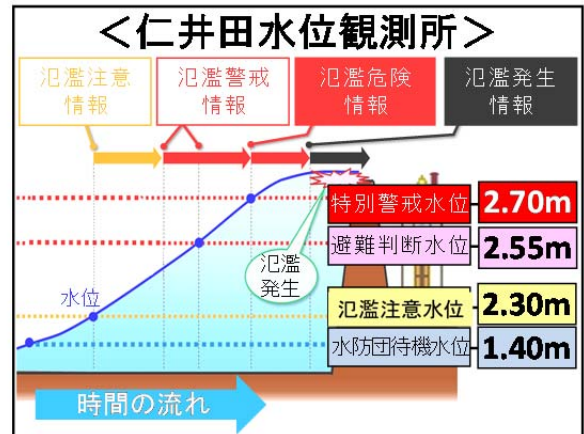 <仁井田水位観測所>
氾濫注意
情報
氾濫警戒
情報
氾濫危険
情報
氾濫発生
情報
特別警戒水位
2.70m
避難判断水位
2.55m
氾濫
発生
水位
氾濫注意水位
2.30m
水防団待機水位
1.40m
時間の流れ